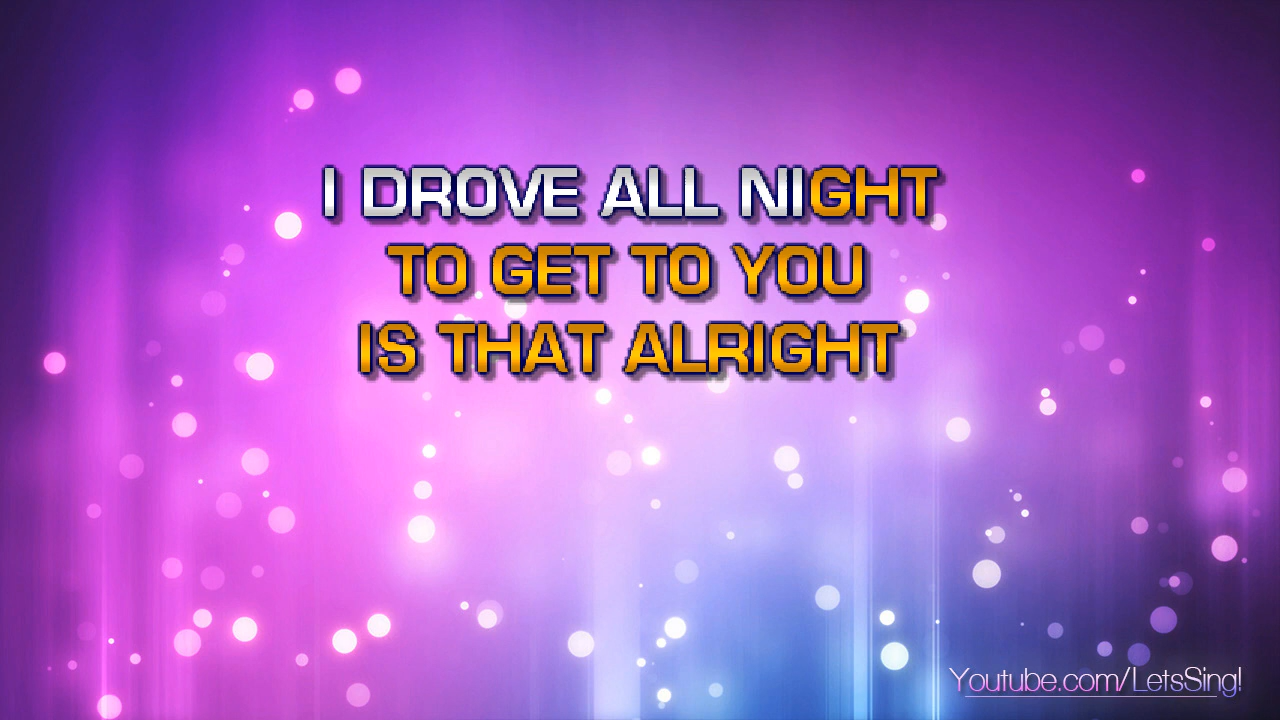 I DROVE ALL NIGHT
TO GET TO YOU
IS THAT ALRIGHT
Youtube.com/LetsSing!